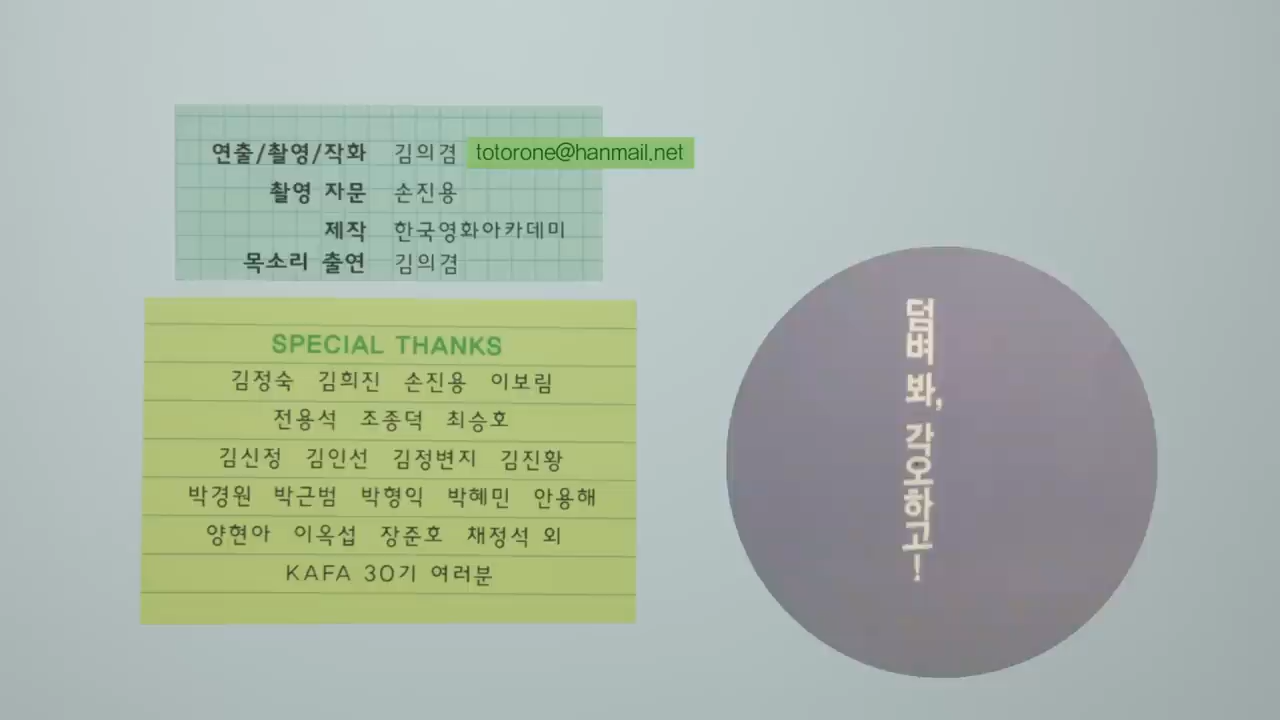 연출/촬영/작화 김의겸 totorone@hanmail.net
촬영 자문 손진용
제작 한국영화아카데미
목소리 출연 김의겸
SPECIAL THANKS
김정숙 김희진 손진용 이보림
전용석 조종덕 최승호
김신정 김인선 김정변지 김진황
박경원 박근범 박형익 박혜민 안용해
양현아 이옥섭 장준호 채정석 외
KAFA 30기 여러분
덤벼 봐, 각오하고!